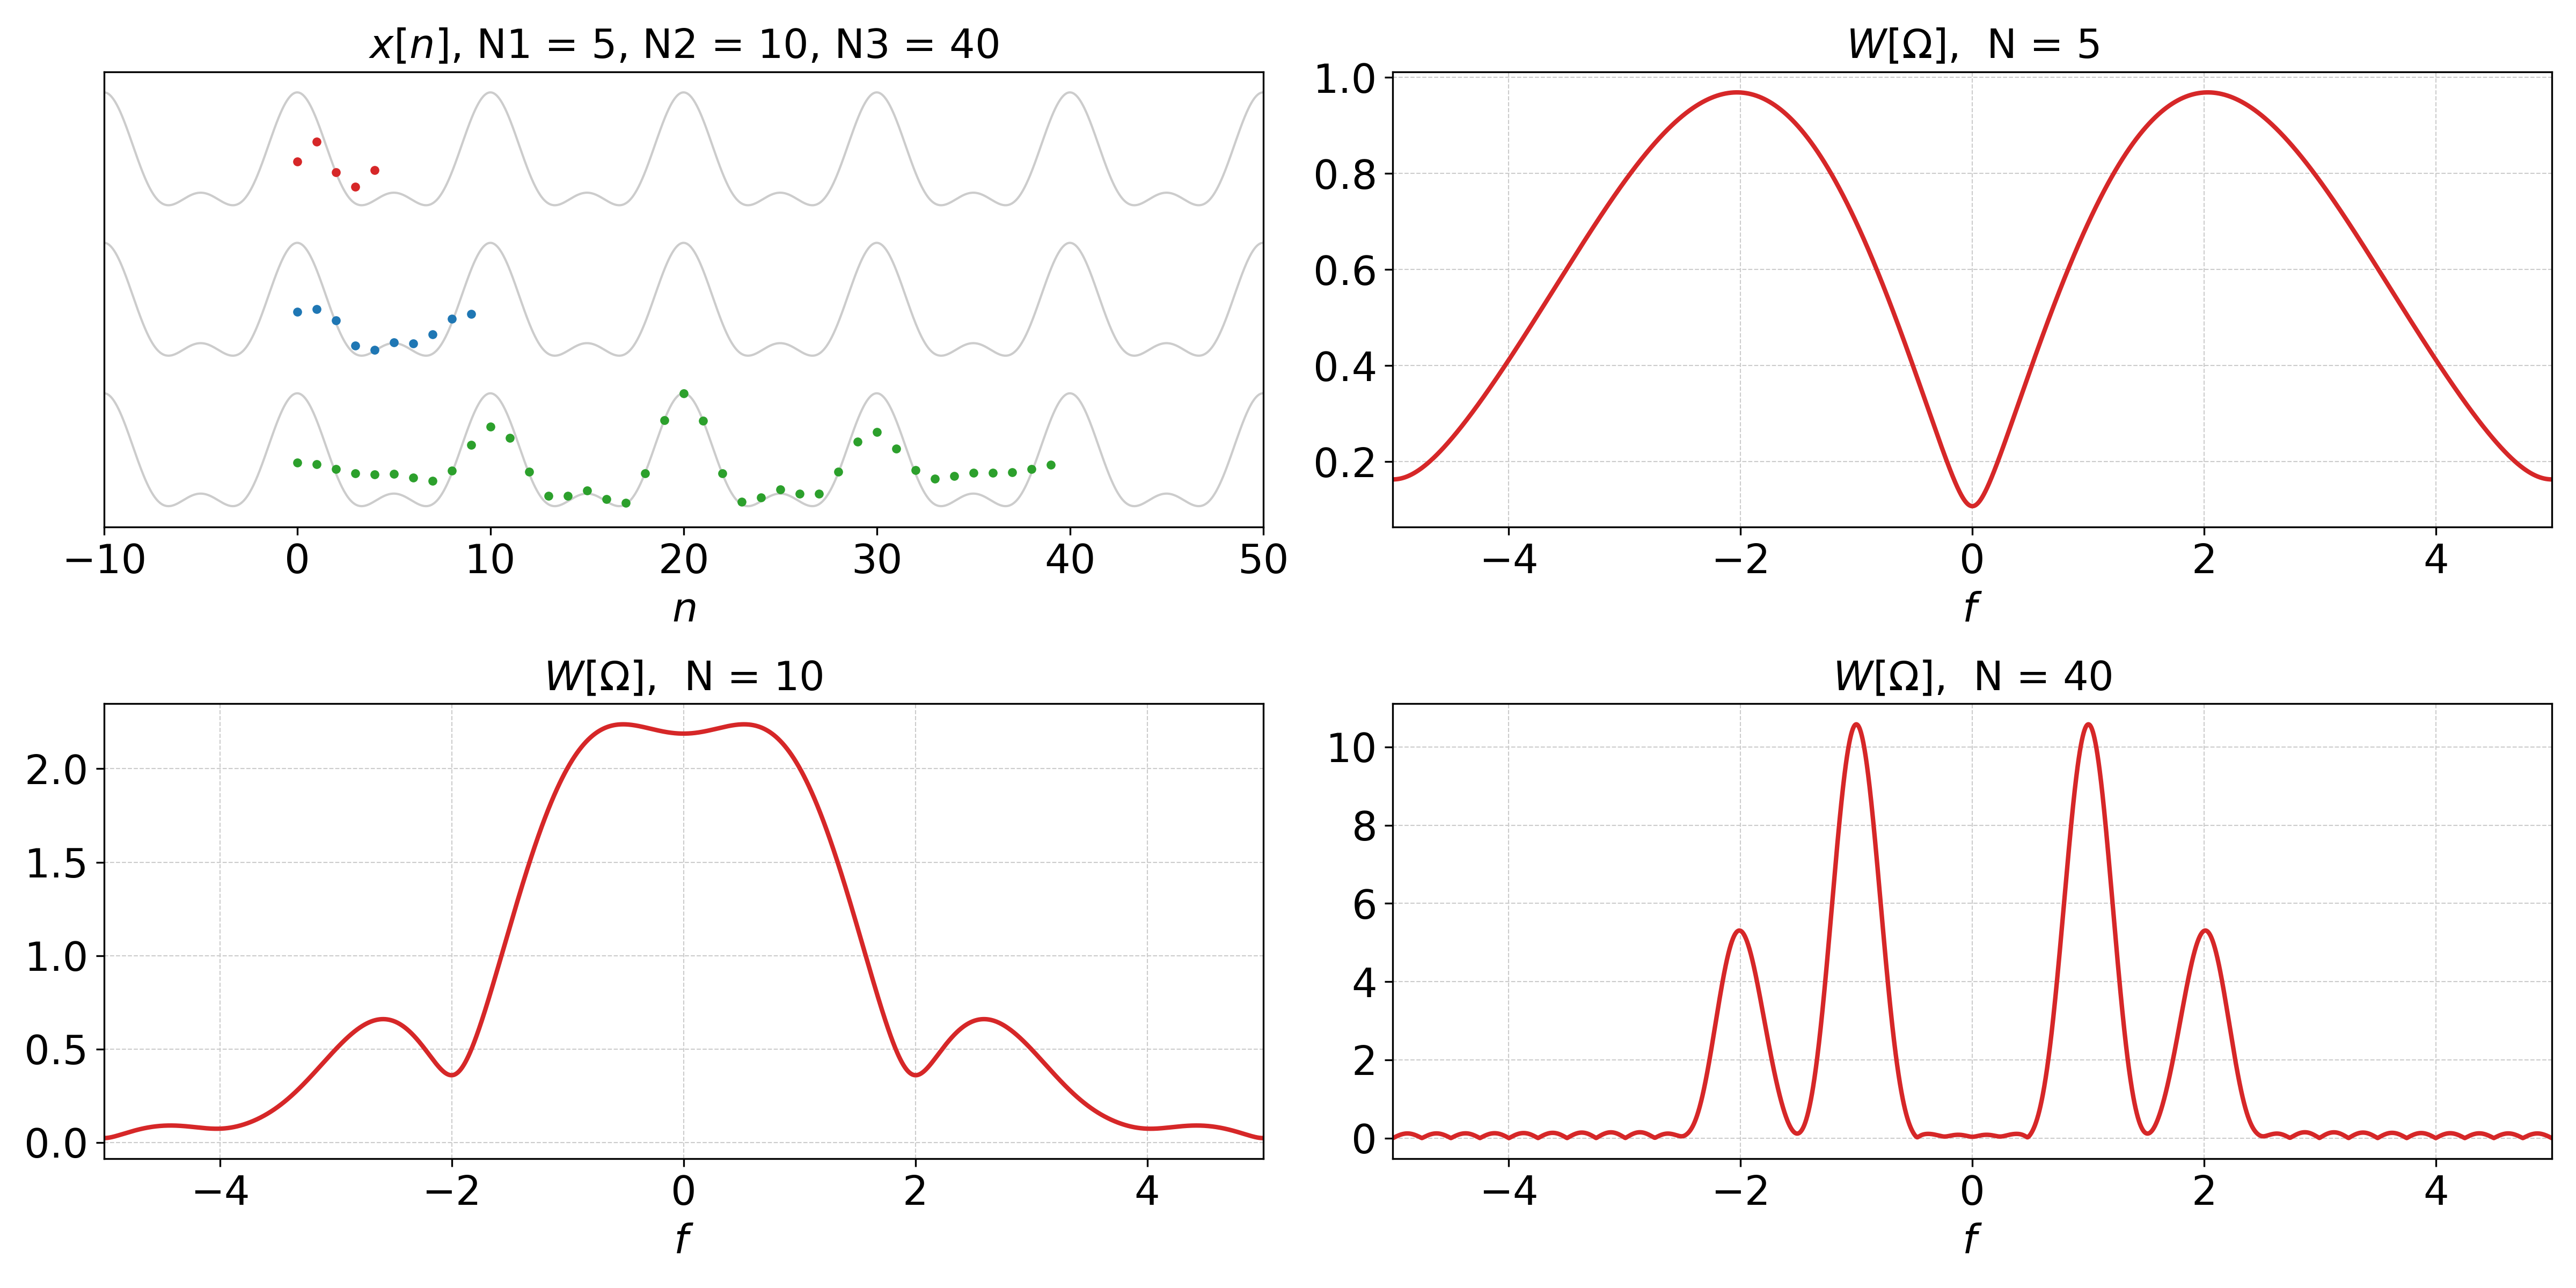 x[n], N1 = 5, N2 = 10, N3 = 40
−10 0 10 20 30 40 50
n
W[Ω], N = 5
1.0
0.8
0.6
0.4
0.2
−4 −2 0 2 4
f
W[Ω], N = 10
2.0
1.5
1.0
0.5
0.0
−4 −2 0 2 4
f
W[Ω], N = 40
10
8
6
4
2
0
−4 −2 0 2 4
f